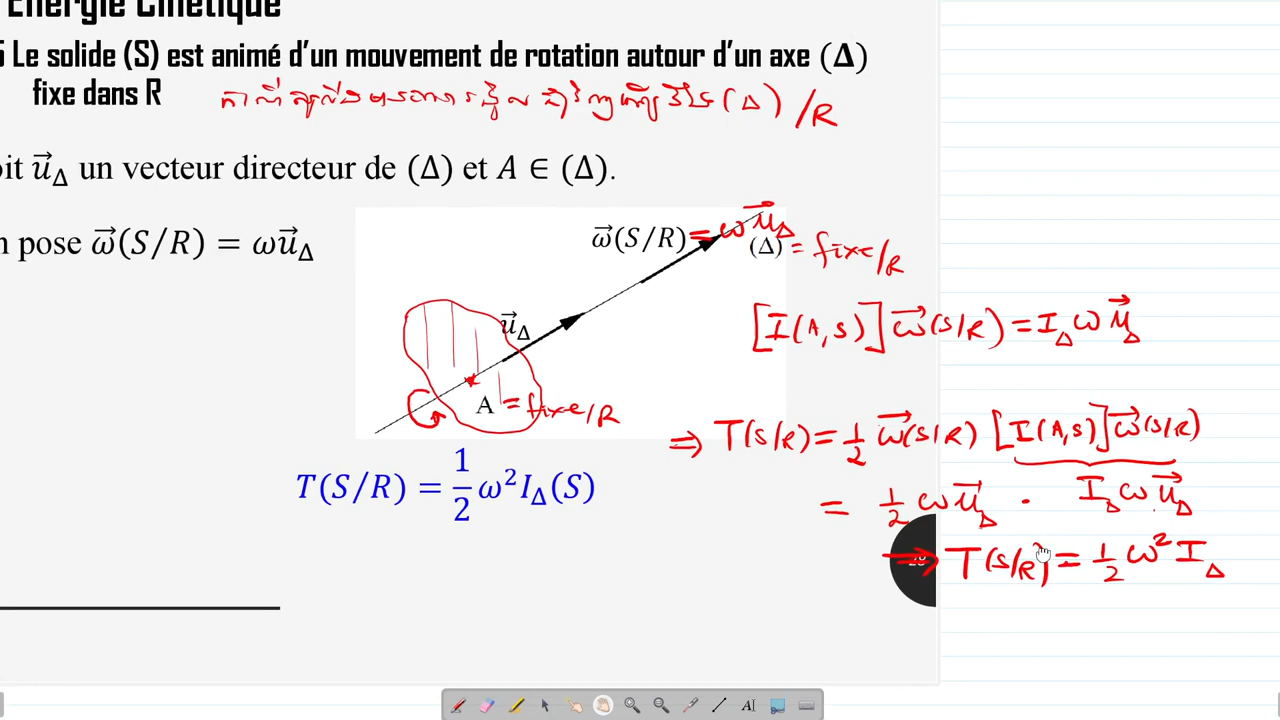 Energie Cinétique
5 Le solide (S) est animé d'un mouvement de rotation autour d'un axe (Δ)
fixe dans R
(Δ) /R
oit u⃗_Δ un vecteur directeur de (Δ) et A ∈ (Δ).
n pose ω⃗(S/R) = ωu⃗_Δ
ω⃗(S/R) = ω u⃗_Δ
(Δ) = fixe/R
u⃗_Δ
[I(A,S)] ω⃗(S/R) = I_Δ ω u⃗_Δ
A = fixe/R
⇒ T(S/R) = 1/2 ω⃗(S/R) [I(A,S)] ω⃗(S/R)
T(S/R) = 1/2 ω² I_Δ(S)
= 1/2 ω u⃗_Δ · I_Δ ω u⃗_Δ
⇒ T(S/R) = 1/2 ω² I_Δ